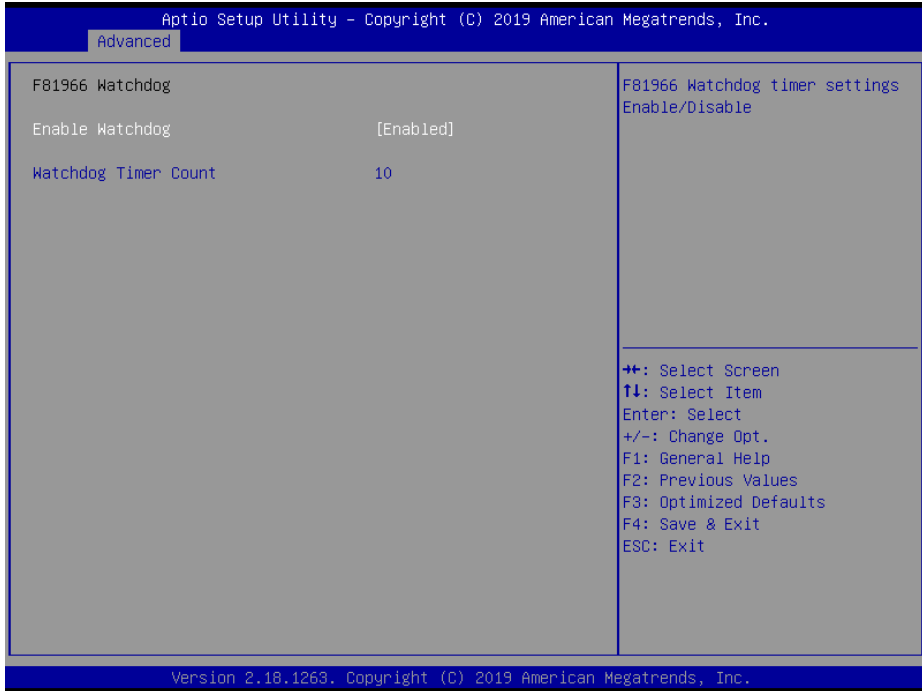 Aptio Setup Utility – Copyright (C) 2019 American Megatrends, Inc.
Advanced
F81966 Watchdog
Enable Watchdog [Enabled]
Watchdog Timer Count 10
F81966 Watchdog timer settings
Enable/Disable
→←: Select Screen
↑↓: Select Item
Enter: Select
+/-: Change Opt.
F1: General Help
F2: Previous Values
F3: Optimized Defaults
F4: Save & Exit
ESC: Exit
Version 2.18.1263. Copyright (C) 2019 American Megatrends, Inc.